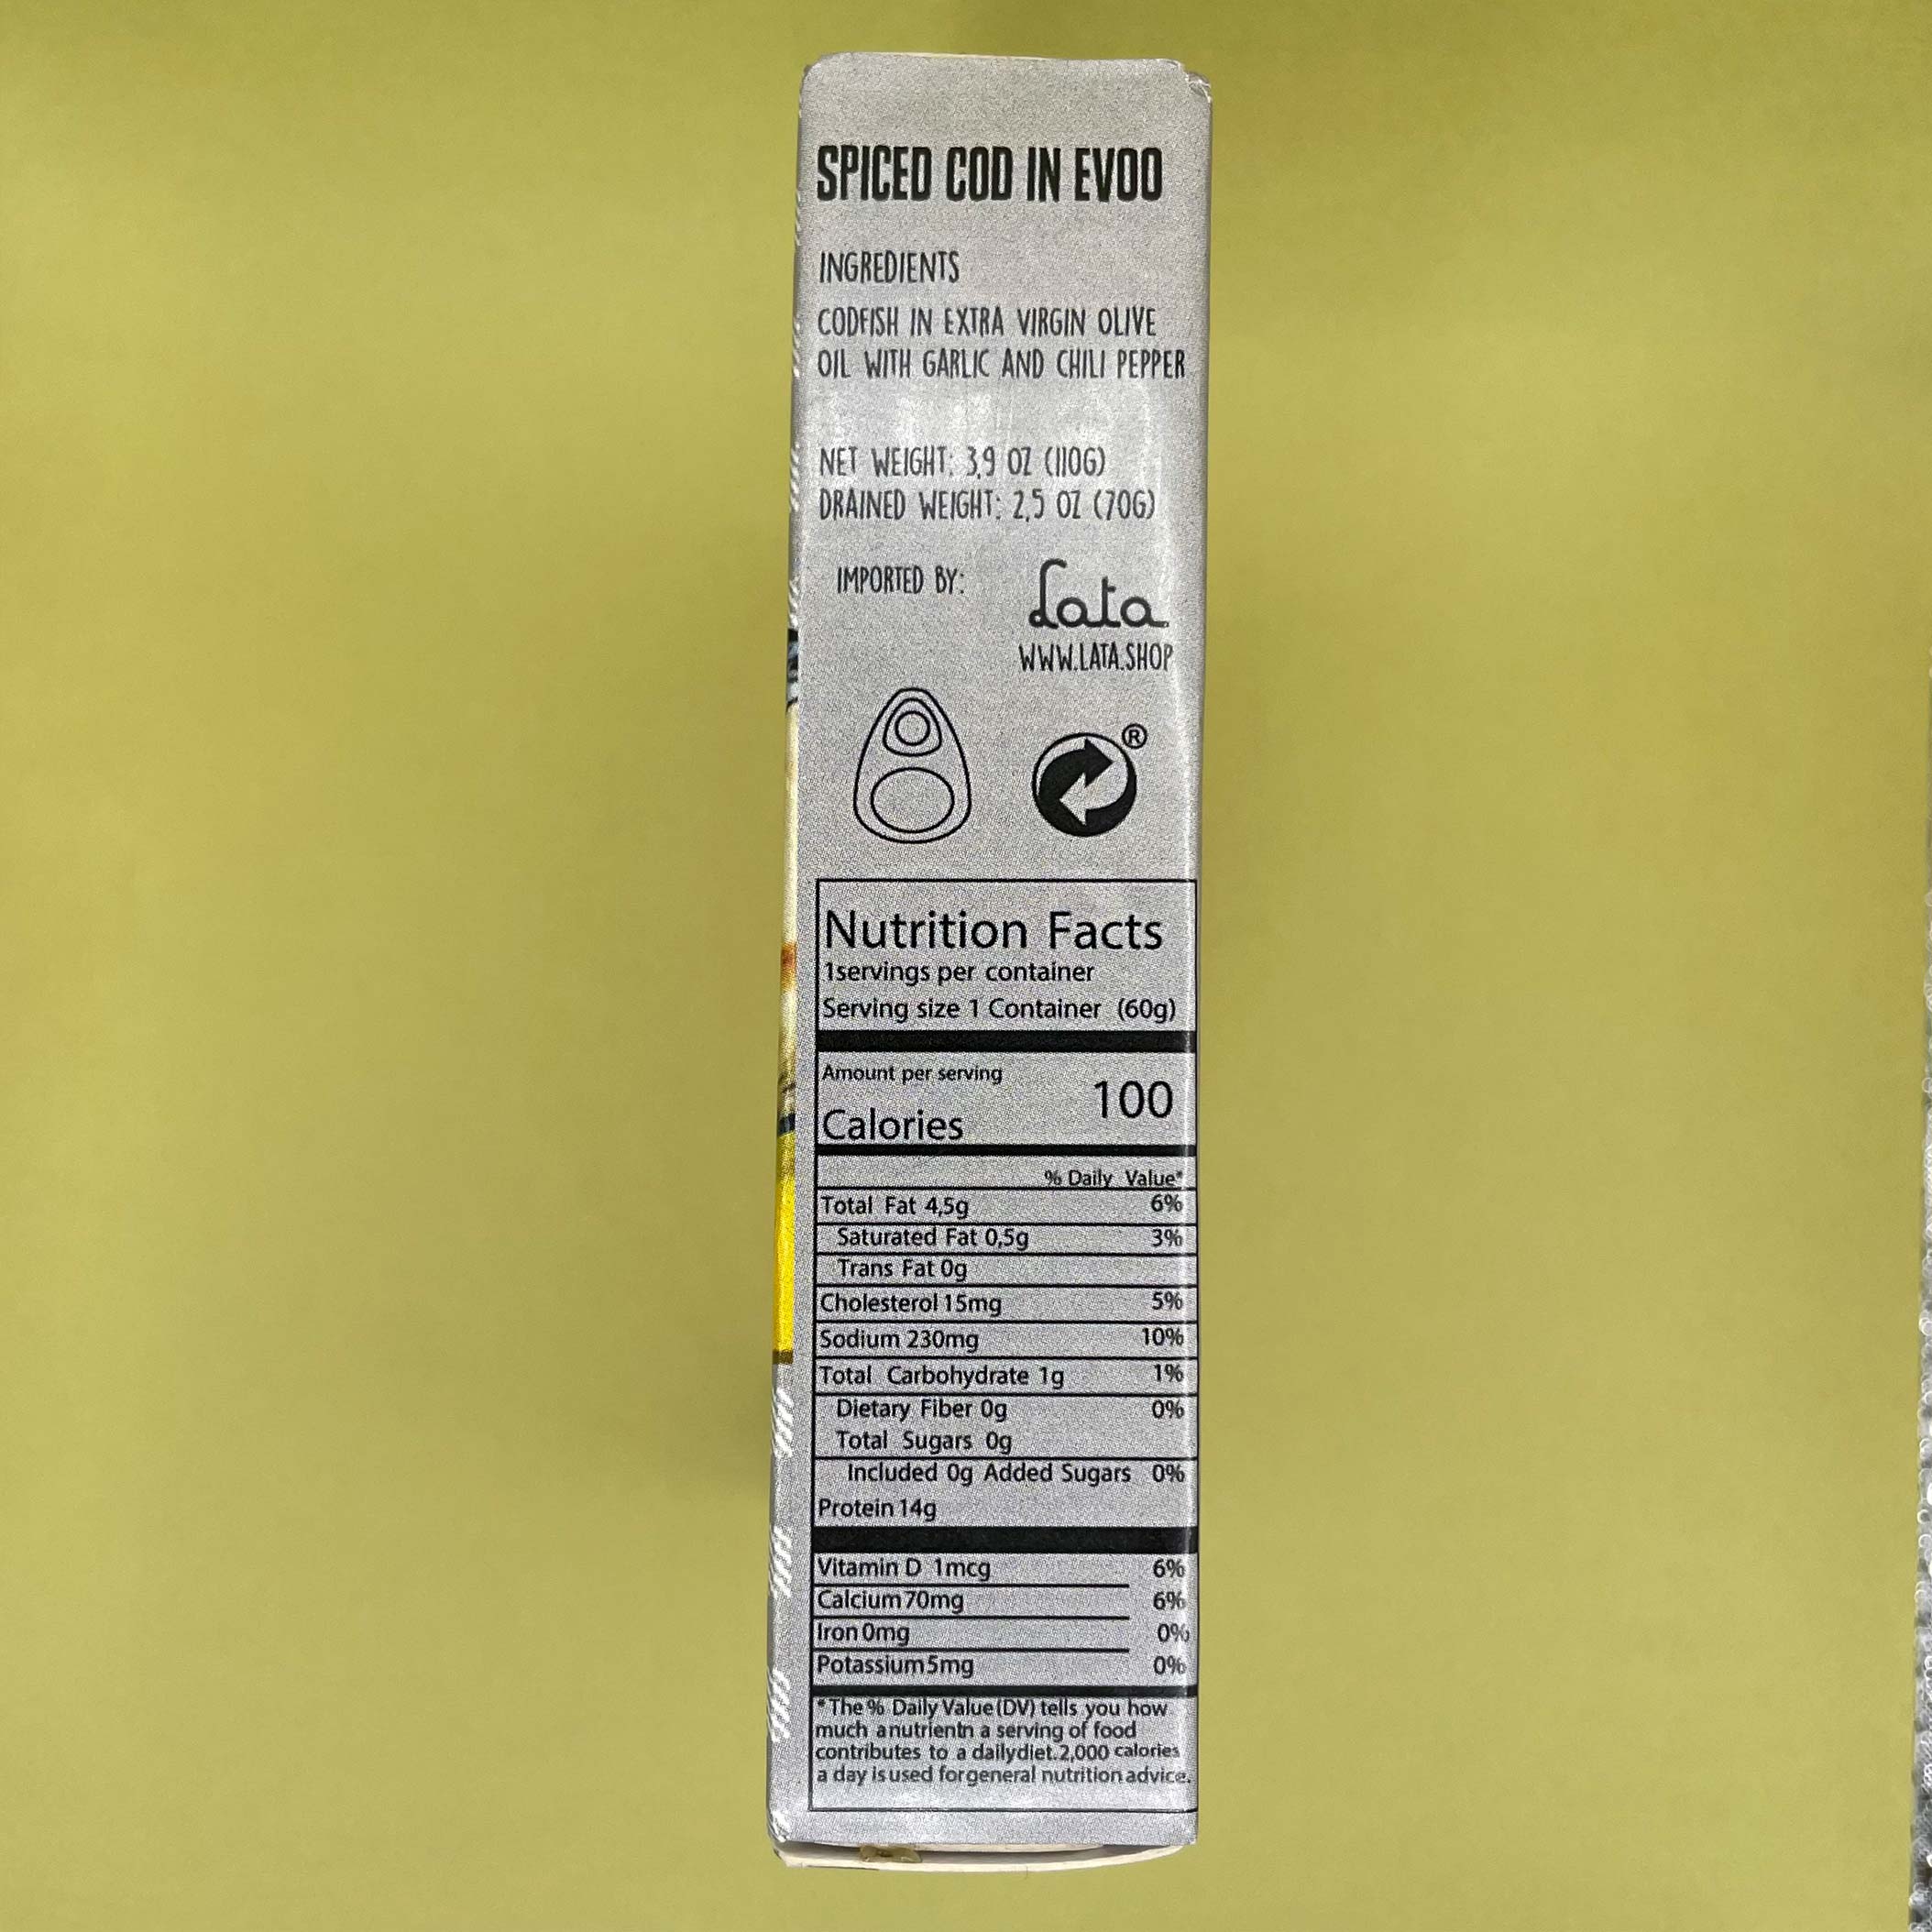 SPICED COD IN EVOO
INGREDIENTS
CODFISH IN EXTRA VIRGIN OLIVE
OIL WITH GARLIC AND CHILI PEPPER
NET WEIGHT: 3,9 OZ (110G)
DRAINED WEIGHT: 2,5 OZ (70G)
IMPORTED BY:
Lata
WWW.LATA.SHOP
®
Nutrition Facts
1servings per container
Serving size 1 Container (60g)
Amount per serving
Calories 100
% Daily Value*
Total Fat 4,5g 6%
Saturated Fat 0,5g 3%
Trans Fat 0g
Cholesterol 15mg 5%
Sodium 230mg 10%
Total Carbohydrate 1g 1%
Dietary Fiber 0g 0%
Total Sugars 0g
Included 0g Added Sugars 0%
Protein 14g
Vitamin D 1mcg 6%
Calcium 70mg 6%
Iron 0mg 0%
Potassium 5mg 0%
*The % Daily Value (DV) tells you how
much a nutrientn a serving of food
contributes to a dailydiet. 2,000 calories
a day is used for general nutrition advice.